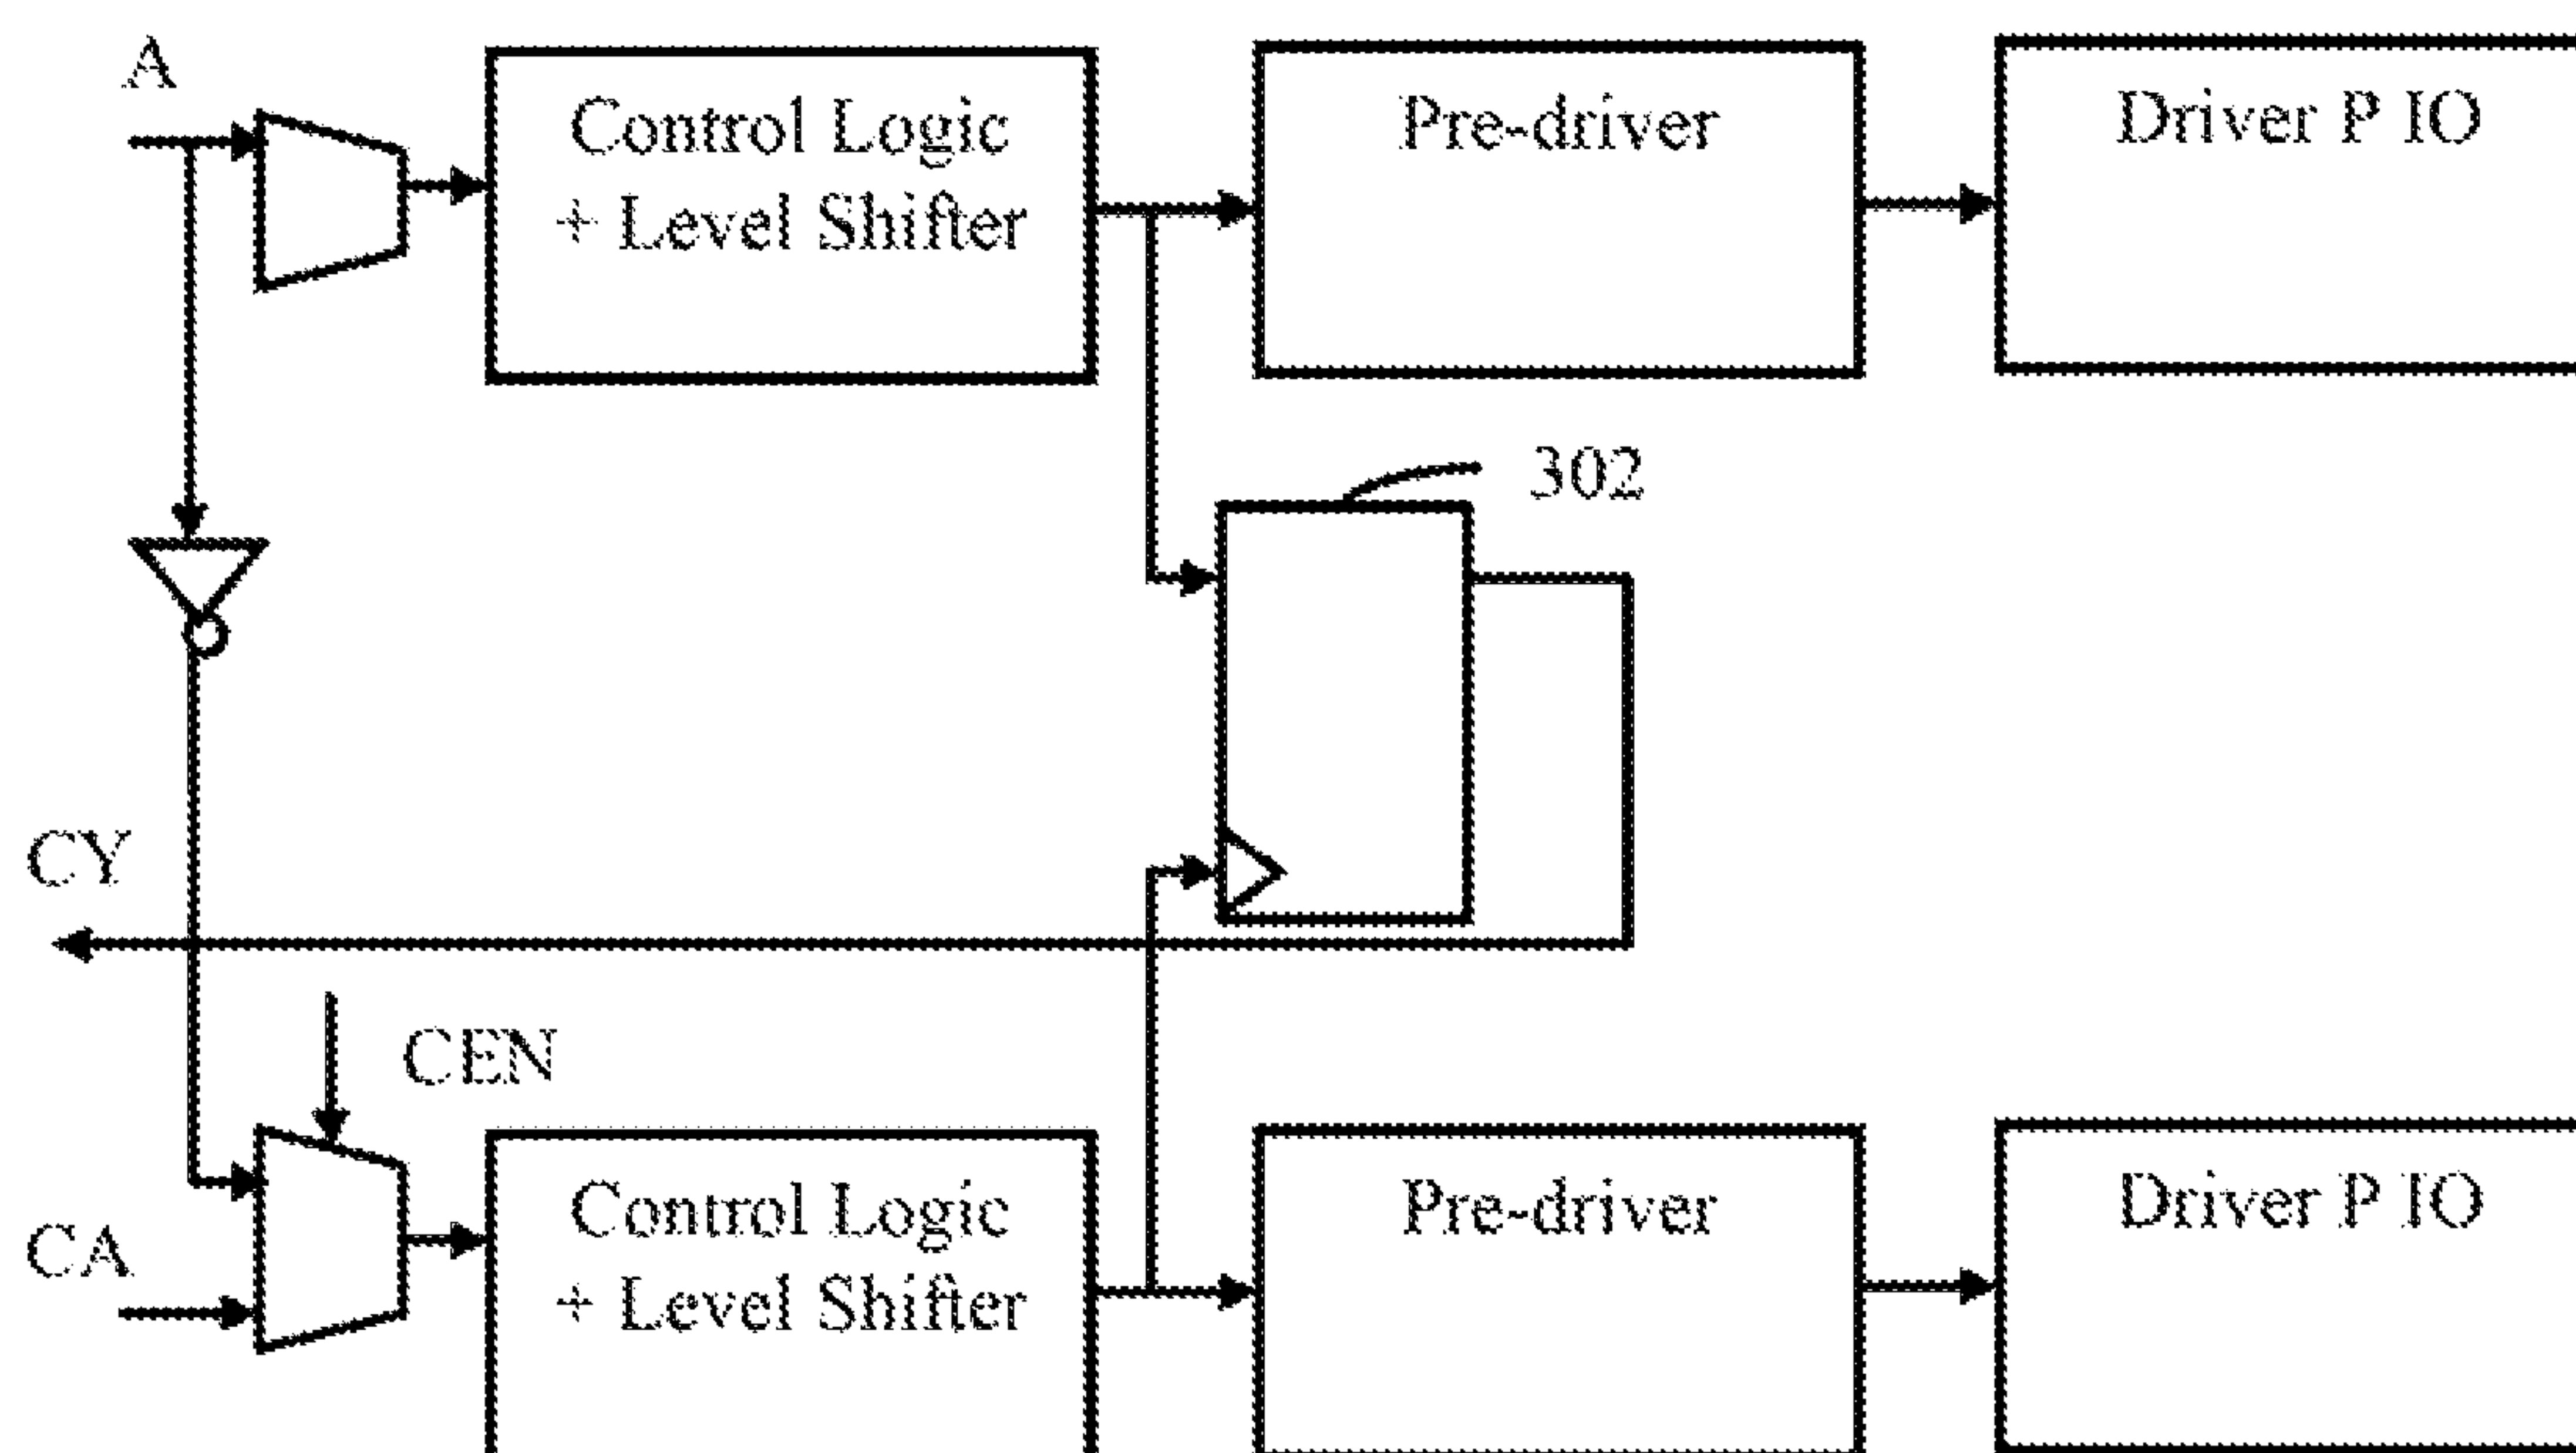 A
Control Logic
+ Level Shifter
Pre-driver
Driver P IO
302
CY
CEN
CA
Control Logic
+ Level Shifter
Pre-driver
Driver P IO